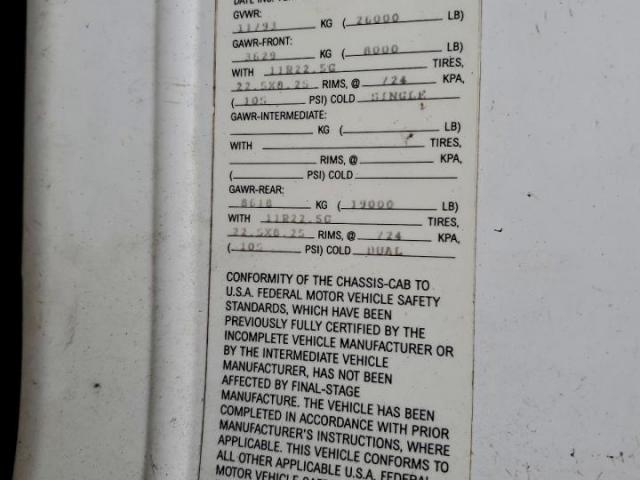 GVWR:
11793 KG ( 26000 LB)
GAWR-FRONT:
3629 KG ( 8000 LB)
WITH 11R22.5G TIRES,
22.5X8.25 RIMS, @ 724 KPA,
( 105 PSI) COLD SINGLE
GAWR-INTERMEDIATE:
KG ( LB)
WITH TIRES,
RIMS, @ KPA,
( PSI) COLD
GAWR-REAR:
8618 KG ( 19000 LB)
WITH 11R22.5G TIRES,
22.5X8.25 RIMS, @ 724 KPA,
( 105 PSI) COLD DUAL
CONFORMITY OF THE CHASSIS-CAB TO
U.S.A. FEDERAL MOTOR VEHICLE SAFETY
STANDARDS, WHICH HAVE BEEN
PREVIOUSLY FULLY CERTIFIED BY THE
INCOMPLETE VEHICLE MANUFACTURER OR
BY THE INTERMEDIATE VEHICLE
MANUFACTURER, HAS NOT BEEN
AFFECTED BY FINAL-STAGE
MANUFACTURE. THE VEHICLE HAS BEEN
COMPLETED IN ACCORDANCE WITH PRIOR
MANUFACTURER'S INSTRUCTIONS, WHERE
APPLICABLE. THIS VEHICLE CONFORMS TO
ALL OTHER APPLICABLE U.S.A. FEDERAL
MOTOR VEHICLE